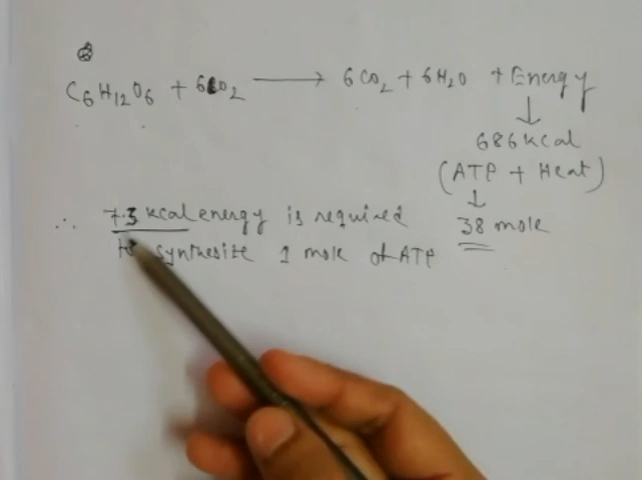 C6H12O6 + 6O2 → 6CO2 + 6H2O + Energy
↓
686 kcal
(ATP + Heat)
↓
38 mole
∴ 7.3 kcal energy is required
to synthesize 1 mole of ATP